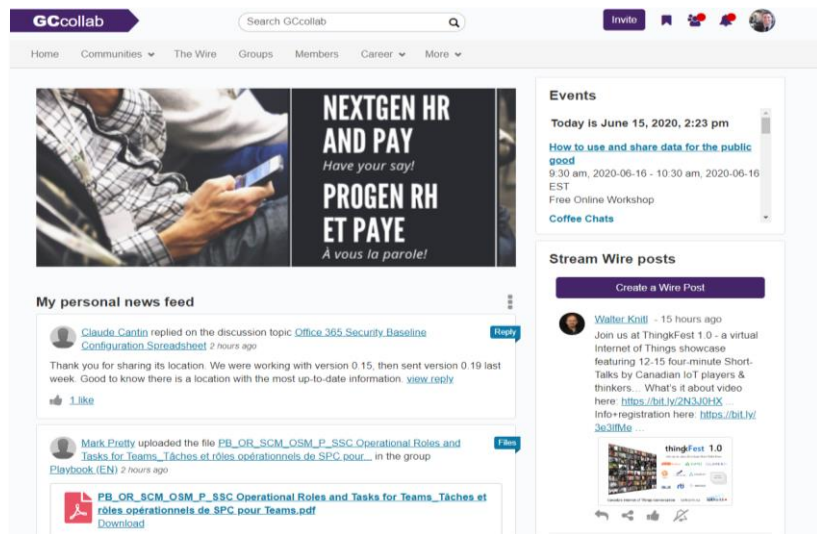 GCcollab
Search GCcollab
Invite
Home Communities The Wire Groups Members Career More
NEXTGEN HR
AND PAY
Have your say!
PROGEN RH
ET PAYE
À vous la parole!
My personal news feed
Claude Cantin replied on the discussion topic Office 365 Security Baseline
Configuration Spreadsheet 2 hours ago
Reply
Thank you for sharing its location. We were working with version 0.15, then sent version 0.19 last
week. Good to know there is a location with the most up-to-date information. view reply
1 like
Mark Pretty uploaded the file PB_OR_SCM_OSM_P_SSC Operational Roles and
Tasks for Teams_Tâches et rôles opérationnels de SPC pour... in the group
Playbook (EN) 2 hours ago
Files
PB_OR_SCM_OSM_P_SSC Operational Roles and Tasks for Teams_Tâches et
rôles opérationnels de SPC pour Teams.pdf
Download
Events
Today is June 15, 2020, 2:23 pm
How to use and share data for the public
good
9:30 am, 2020-06-16 - 10:30 am, 2020-06-16
EST
Free Online Workshop
Coffee Chats
Stream Wire posts
Create a Wire Post
Walter Knitl - 15 hours ago
Join us at ThingkFest 1.0 - a virtual
Internet of Things showcase
featuring 12-15 four-minute Short-
Talks by Canadian IoT players &
thinkers... What's it about video
here: https://bit.ly/2N3J0HX ...
Info+registration here: https://bit.ly/
3e3lfMe ...
thingkFest 1.0